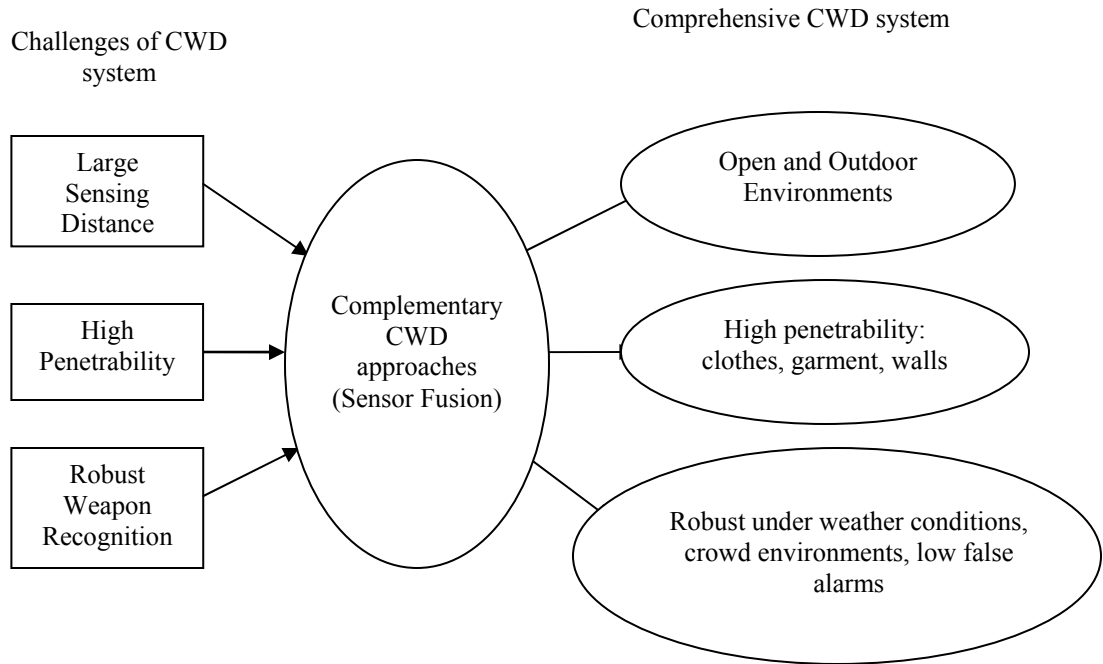 Comprehensive CWD system
Challenges of CWD
system
Large
Sensing
Distance
High
Penetrability
Robust
Weapon
Recognition
Complementary
CWD
approaches
(Sensor Fusion)
Open and Outdoor
Environments
High penetrability:
clothes, garment, walls
Robust under weather conditions,
crowd environments, low false
alarms